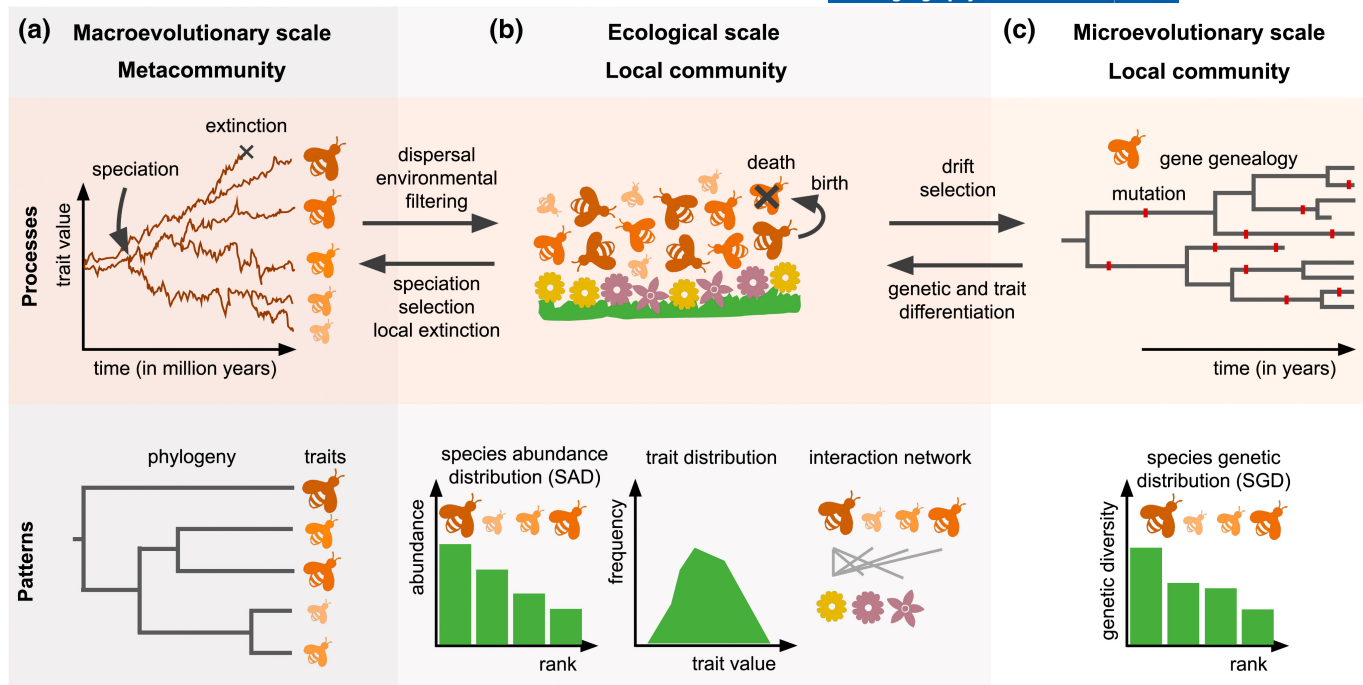 (a) Macroevolutionary scale
Metacommunity
(b) Ecological scale
Local community
(c) Microevolutionary scale
Local community
Processes
extinction
speciation
trait value
time (in million years)
dispersal
environmental
filtering
speciation
selection
local extinction
death
birth
drift
selection
genetic and trait
differentiation
gene genealogy
mutation
time (in years)
Patterns
phylogeny
traits
species abundance
distribution (SAD)
abundance
rank
trait distribution
frequency
trait value
interaction network
species genetic
distribution (SGD)
genetic diversity
rank